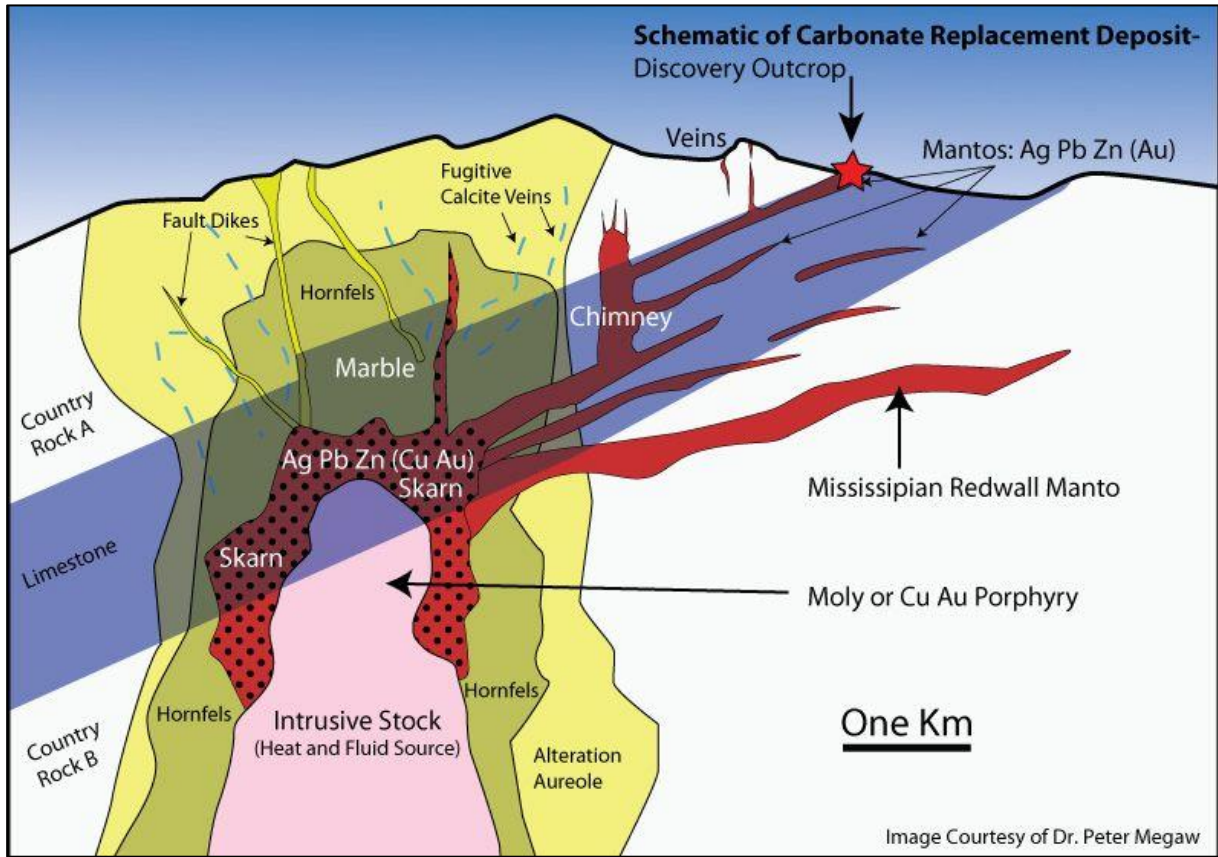 Schematic of Carbonate Replacement Deposit-
Discovery Outcrop
Veins
Mantos: Ag Pb Zn (Au)
Fugitive
Calcite Veins
Fault Dikes
Hornfels
Chimney
Marble
Country
Rock A
Ag Pb Zn (Cu Au)
Skarn
Mississipian Redwall Manto
Skarn
Limestone
Moly or Cu Au Porphyry
Hornfels
Hornfels
Intrusive Stock
(Heat and Fluid Source)
One Km
Country
Rock B
Alteration
Aureole
Image Courtesy of Dr. Peter Megaw